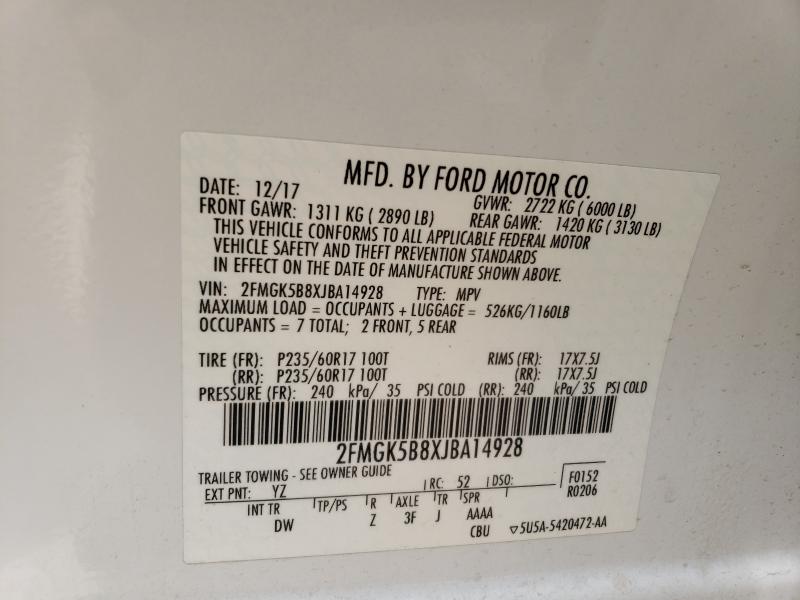 MFD. BY FORD MOTOR CO.
DATE: 12/17 GVWR: 2722 KG ( 6000 LB)
FRONT GAWR: 1311 KG ( 2890 LB) REAR GAWR: 1420 KG ( 3130 LB)
THIS VEHICLE CONFORMS TO ALL APPLICABLE FEDERAL MOTOR
VEHICLE SAFETY AND THEFT PREVENTION STANDARDS
IN EFFECT ON THE DATE OF MANUFACTURE SHOWN ABOVE.
VIN: 2FMGK5B8XJBA14928 TYPE: MPV
MAXIMUM LOAD = OCCUPANTS + LUGGAGE = 526KG/1160LB
OCCUPANTS = 7 TOTAL; 2 FRONT, 5 REAR
TIRE (FR): P235/60R17 100T RIMS (FR): 17X7.5J
(RR): P235/60R17 100T (RR): 17X7.5J
PRESSURE (FR): 240 kPa/ 35 PSI COLD (RR): 240 kPa/ 35 PSI COLD
2FMGK5B8XJBA14928
TRAILER TOWING - SEE OWNER GUIDE
EXT PNT: YZ RC: 52 DSO: F0152
R0206
INT TR TP/PS R AXLE TR SPR
DW Z 3F J AAAA
CBU ▽5U5A-5420472-AA